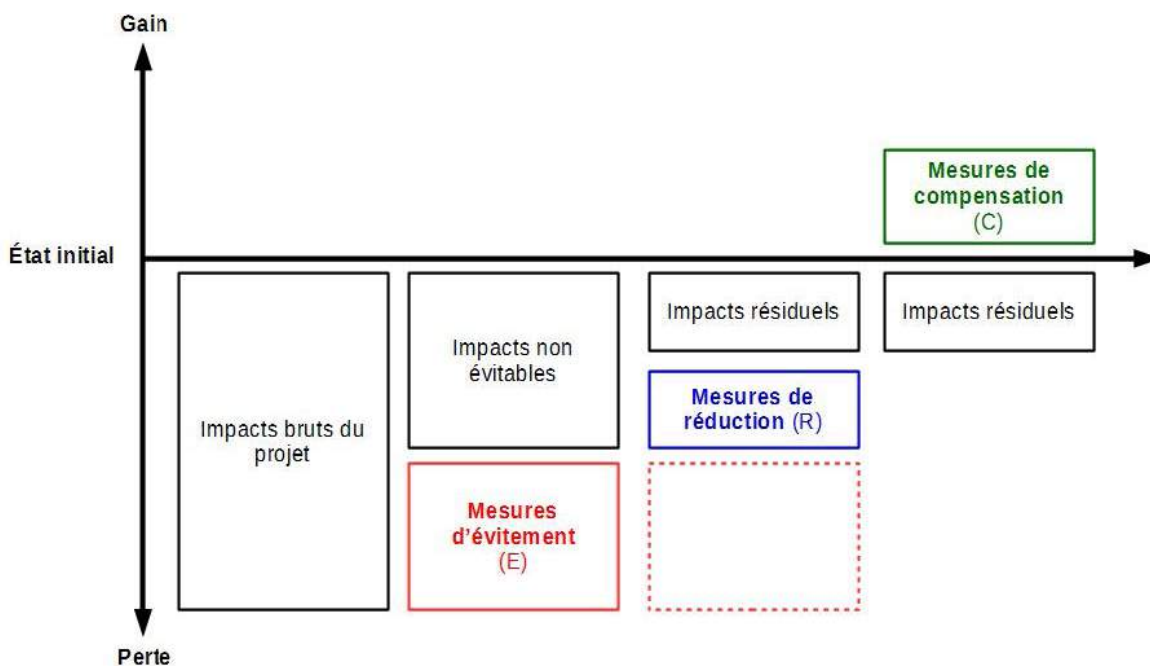 Gain
Mesures de
compensation
(C)
État initial
Impacts bruts du
projet
Impacts non
évitables
Mesures
d'évitement
(E)
Impacts résiduels
Mesures de
réduction (R)
Impacts résiduels
Perte